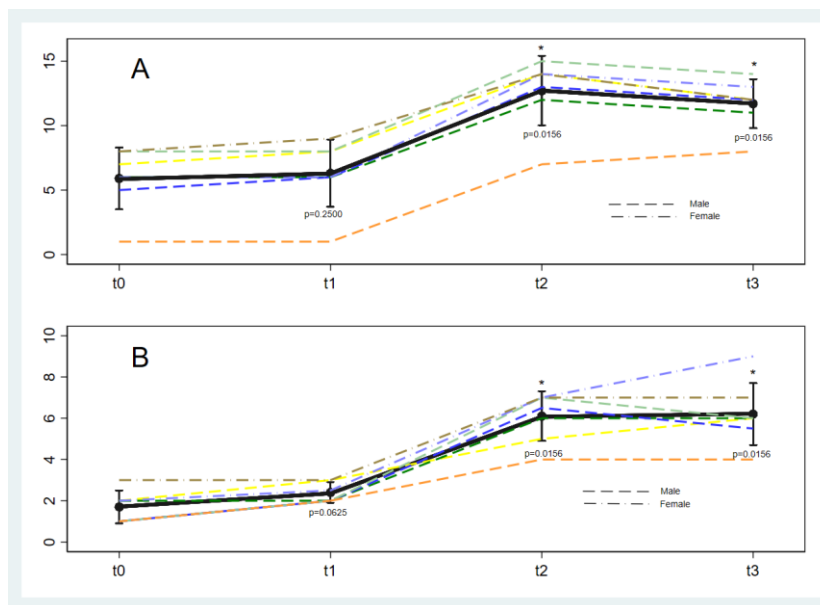 A
15
10
5
0
*
*
p=0.2500
p=0.0156
p=0.0156
Male
Female
t0 t1 t2 t3
B
10
8
6
4
2
0
*
*
p=0.0625
p=0.0156
p=0.0156
Male
Female
t0 t1 t2 t3